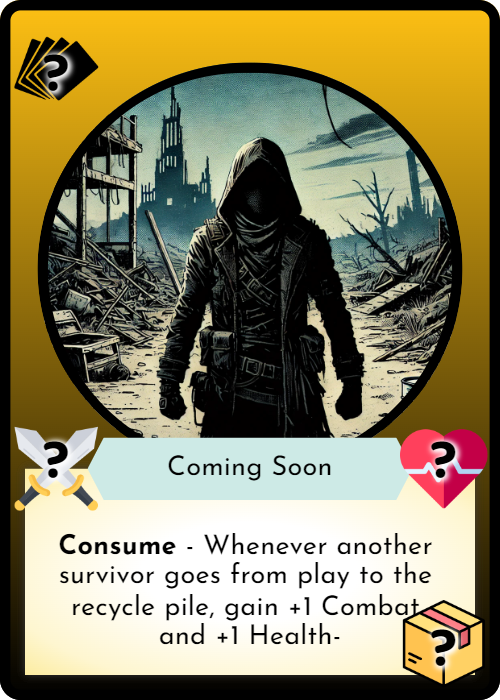 ?
Coming Soon
?
?
Consume - Whenever another
survivor goes from play to the
recycle pile, gain +1 Combat
and +1 Health-
?